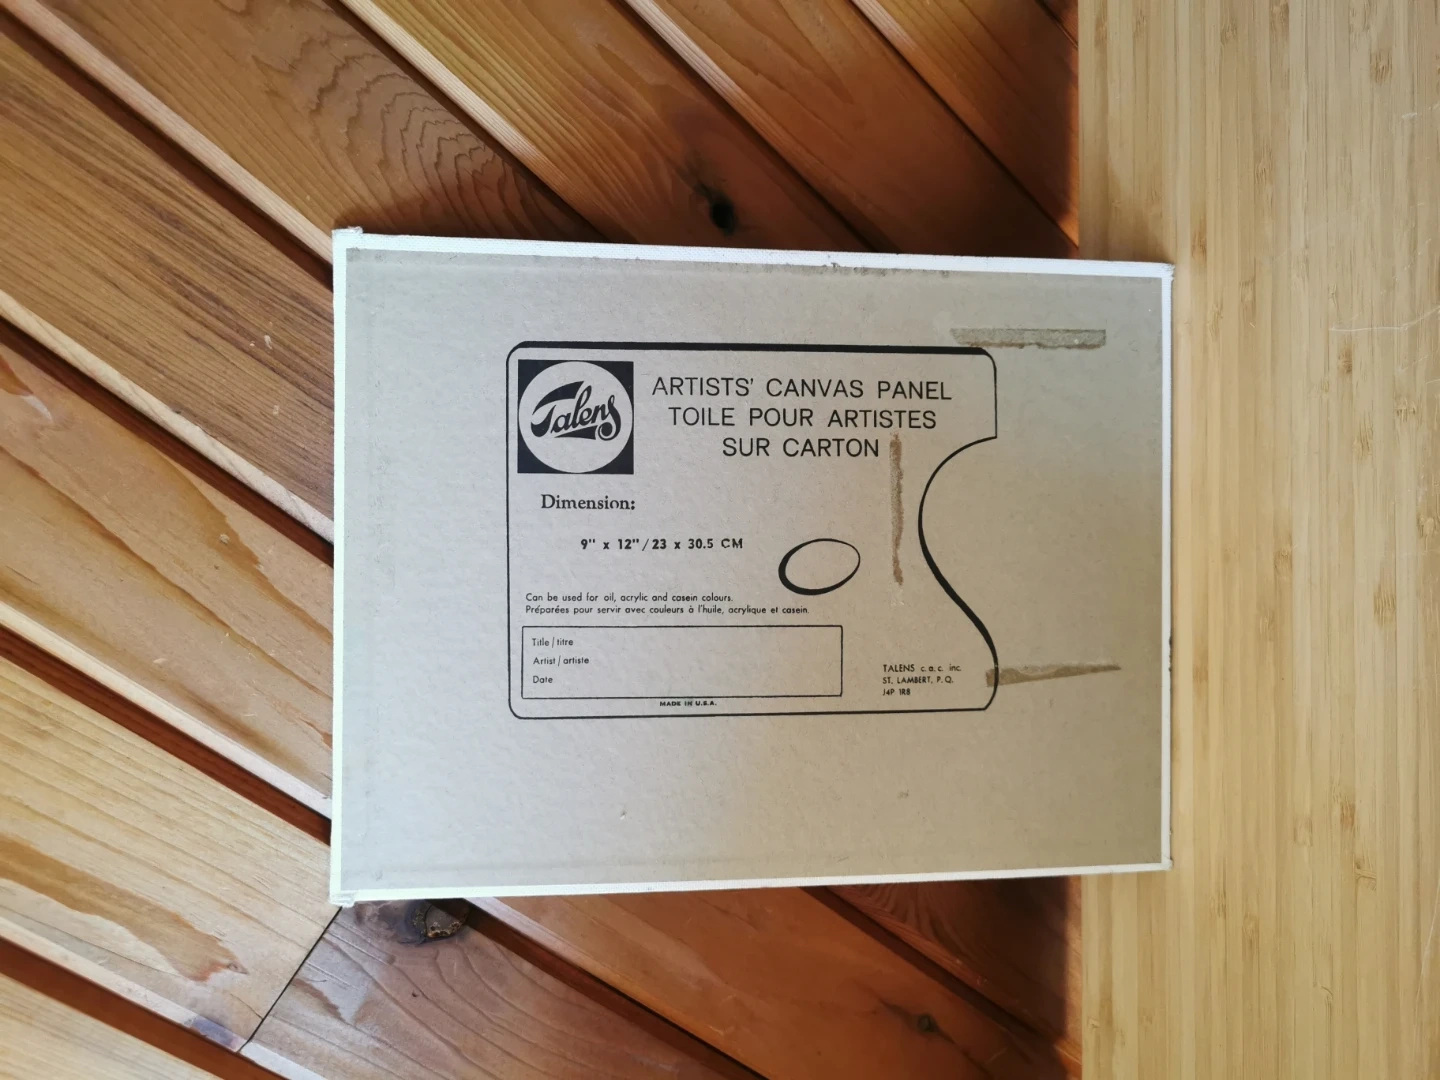 Talens
ARTISTS' CANVAS PANEL
TOILE POUR ARTISTES
SUR CARTON
Dimension:
9" x 12"/23 x 30.5 CM
Can be used for oil, acrylic and casein colours.
Préparées pour servir avec couleurs à l'huile, acrylique et casein.
Title / titre
Artist / artiste
Date
TALENS c.a.c. inc.
ST. LAMBERT, P.Q.
J4P 1R8
MADE IN U.S.A.